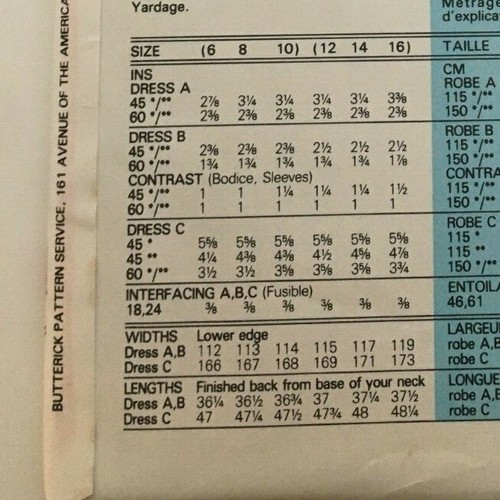 BUTTERICK PATTERN SERVICE, 161 AVENUE OF THE AMERICA
Yardage.
Métrage
d'explica
SIZE (6 8 10) (12 14 16) TAILLE
INS CM
DRESS A ROBE A
45 */** 2⅞ 3¼ 3¼ 3¼ 3¼ 3⅜ 115 */**
60 */** 2⅜ 2⅜ 2⅜ 2⅜ 2⅜ 2⅜ 150 */**
DRESS B ROBE B
45 */** 2⅜ 2⅜ 2⅜ 2½ 2½ 2½ 115 */**
60 */** 1¾ 1¾ 1¾ 1¾ 1¾ 1⅞ 150 */**
CONTRAST (Bodice, Sleeves) CONTRA
45 */** 1 1 1¼ 1¼ 1¼ 1½ 115 */**
60 */** 1 1 1 1 1 1 150 */**
DRESS C ROBE C
45 * 5⅝ 5⅝ 5⅝ 5⅝ 5⅝ 5⅝ 115 *
45 ** 4¼ 4⅜ 4⅜ 4½ 4⅝ 4⅞ 115 **
60 */** 3½ 3½ 3⅝ 3⅝ 3⅝ 3¾ 150 */**
INTERFACING A,B,C (Fusible) ENTOILA
18,24 ⅜ ⅜ ⅜ ⅜ ⅜ ⅜ 46,61
WIDTHS Lower edge LARGEU
Dress A,B 112 113 114 115 117 119 robe A,B
Dress C 166 167 168 169 171 173 robe C
LENGTHS Finished back from base of your neck LONGUE
Dress A,B 36¼ 36½ 36¾ 37 37¼ 37½ robe A,B
Dress C 47 47¼ 47½ 47¾ 48 48¼ robe C